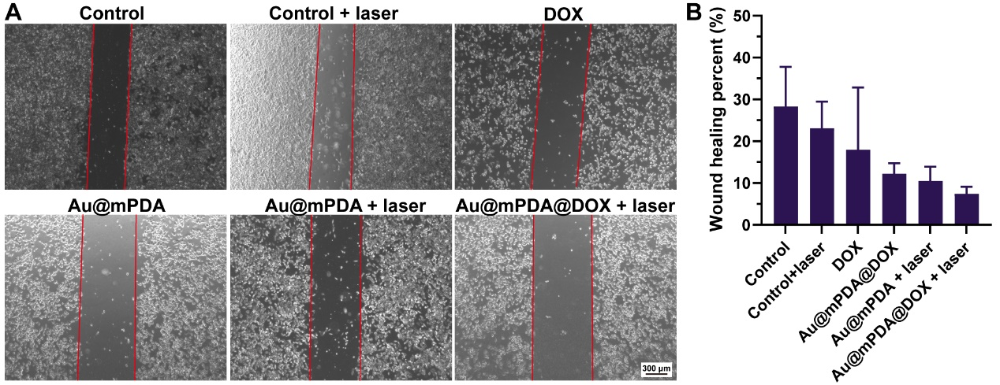 A
Control
Control + laser
DOX
Au@mPDA
Au@mPDA + laser
Au@mPDA@DOX + laser
300 µm
B
Wound healing percent (%)
50
40
30
20
10
0
Control
Control+laser
DOX
Au@mPDA@DOX
Au@mPDA + laser
Au@mPDA@DOX + laser